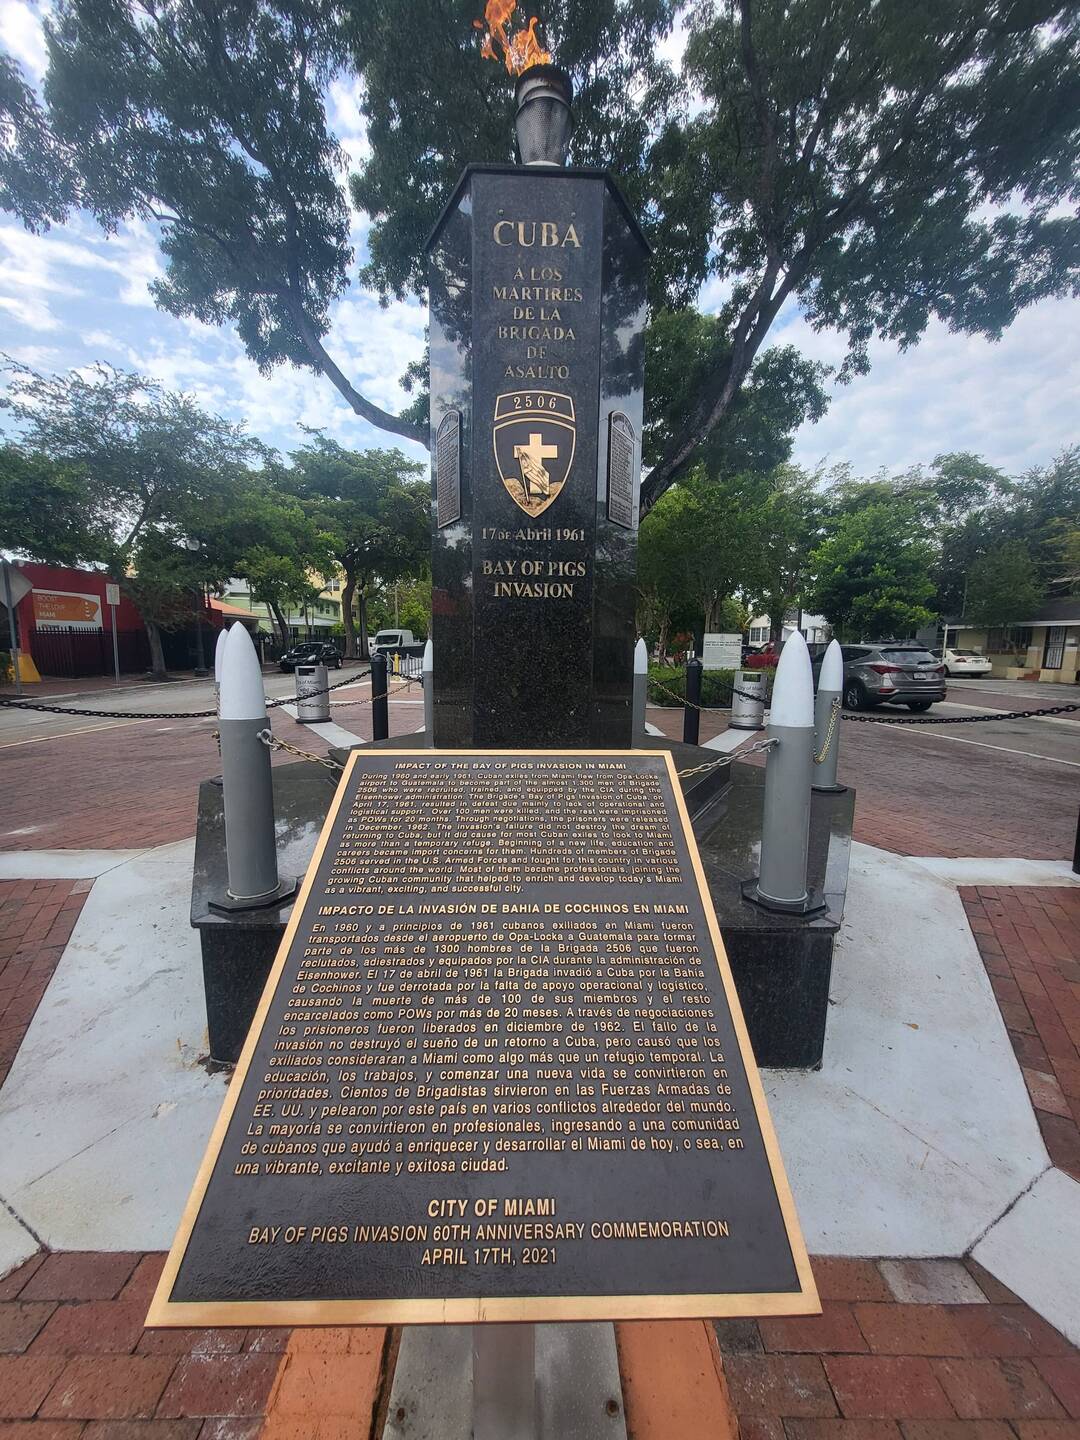 CUBA
A LOS
MARTIRES
DE LA
BRIGADA
DE
ASALTO
2506
17 DE Abril 1961
BAY OF PIGS
INVASION
BOOST
THE LOVE
MIAMI
City of Miami
IMPACT OF THE BAY OF PIGS INVASION IN MIAMI
During 1960 and early 1961, Cuban exiles from Miami flew from Opa-Locka
airport to Guatemala to become part of the almost 1,300 men of Brigade
2506 who were recruited, trained, and equipped by the CIA during the
Eisenhower administration. The Brigade's Bay of Pigs Invasion of Cuba, on
April 17, 1961, resulted in defeat due mainly to lack of operational and
logistical support. Over 100 men were killed, and the rest were imprisoned
as POWs for 20 months. Through negotiations, the prisoners were released
in December 1962. The invasion's failure did not destroy the dream of
returning to Cuba, but it did cause for most Cuban exiles to look to Miami
as more than a temporary refuge. Beginning of a new life, education and
careers became import concerns for them. Hundreds of members of Brigade
2506 served in the U.S. Armed Forces and fought for this country in various
conflicts around the world. Most of them became professionals, joining the
growing Cuban community that helped to enrich and develop today's Miami
as a vibrant, exciting, and successful city.
IMPACTO DE LA INVASIÓN DE BAHIA DE COCHINOS EN MIAMI
En 1960 y a principios de 1961 cubanos exiliados en Miami fueron
transportados desde el aeropuerto de Opa-Locka a Guatemala para formar
parte de los más de 1300 hombres de la Brigada 2506 que fueron
reclutados, adiestrados y equipados por la CIA durante la administración de
Eisenhower. El 17 de abril de 1961 la Brigada invadió a Cuba por la Bahía
de Cochinos y fue derrotada por la falta de apoyo operacional y logístico,
causando la muerte de más de 100 de sus miembros y el resto
encarcelados como POWs por más de 20 meses. A través de negociaciones
los prisioneros fueron liberados en diciembre de 1962. El fallo de la
invasión no destruyó el sueño de un retorno a Cuba, pero causó que los
exiliados consideraran a Miami como algo más que un refugio temporal. La
educación, los trabajos, y comenzar una nueva vida se convirtieron en
prioridades. Cientos de Brigadistas sirvieron en las Fuerzas Armadas de
EE. UU. y pelearon por este país en varios conflictos alrededor del mundo.
La mayoría se convirtieron en profesionales, ingresando a una comunidad
de cubanos que ayudó a enriquecer y desarrollar el Miami de hoy, o sea, en
una vibrante, excitante y exitosa ciudad.
CITY OF MIAMI
BAY OF PIGS INVASION 60TH ANNIVERSARY COMMEMORATION
APRIL 17TH, 2021